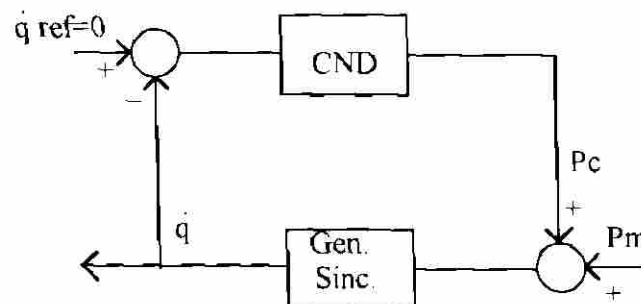 q̇ ref=0
+
−
CND
Pc
+
q̇
Gen.
Sinc.
Pm
+